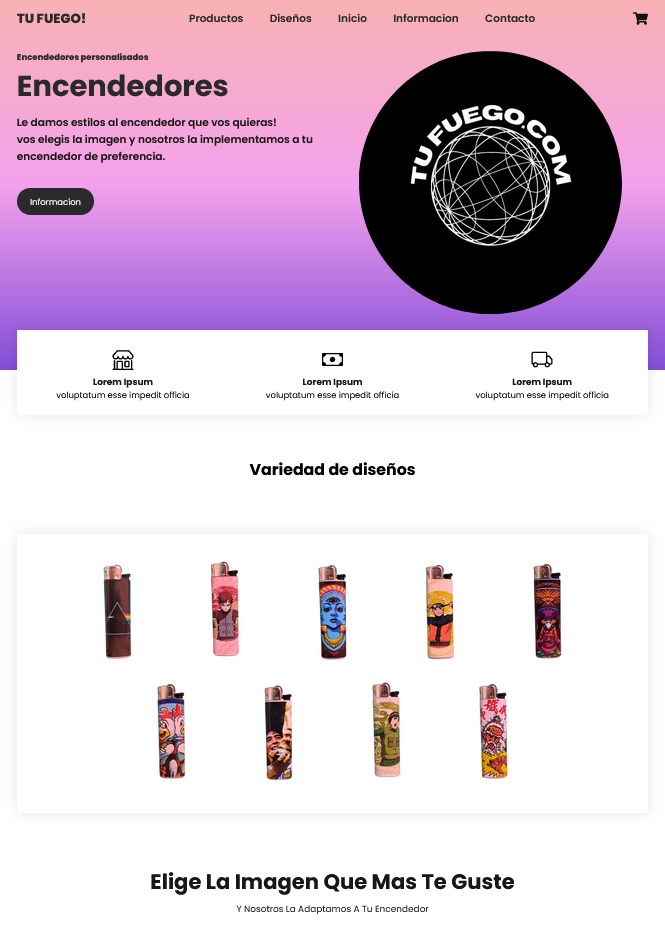 TU FUEGO!
Productos Diseños Inicio Informacion Contacto
Encendedores personalisados
Encendedores
Le damos estilos al encendedor que vos quieras!
vos elegis la imagen y nosotros la implementamos a tu
encendedor de preferencia.
Informacion
TU FUEGO.COM
Lorem Ipsum
voluptatum esse impedit officia
Lorem Ipsum
voluptatum esse impedit officia
Lorem Ipsum
voluptatum esse impedit officia
Variedad de diseños
Elige La Imagen Que Mas Te Guste
Y Nosotros La Adaptamos A Tu Encendedor